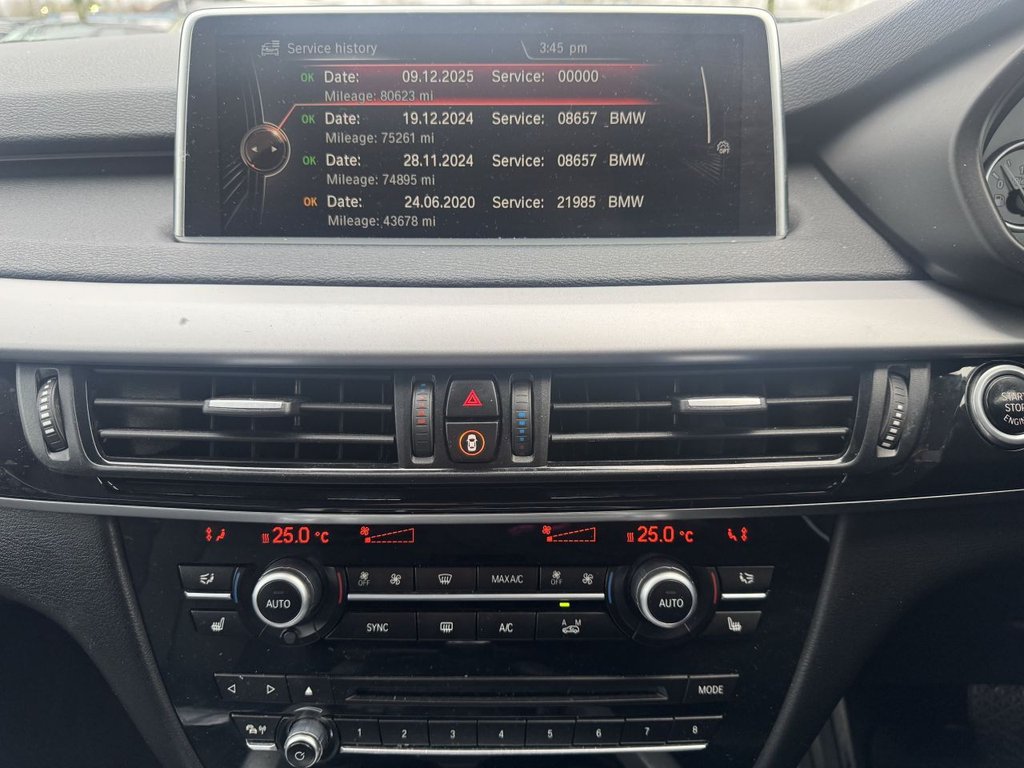 Service history 3:45 pm
OK Date: 09.12.2025 Service: 00000
Mileage: 80623 mi
OK Date: 19.12.2024 Service: 08657 _BMW
Mileage: 75261 mi
OK Date: 28.11.2024 Service: 08657 BMW
Mileage: 74895 mi
OK Date: 24.06.2020 Service: 21985 BMW
Mileage: 43678 mi
OFF
START
STOP
ENGINE
25.0 °C 25.0 °C
OFF MAX A/C OFF
AUTO AUTO
SYNC A/C A M
MODE
1 2 3 4 5 6 7 8